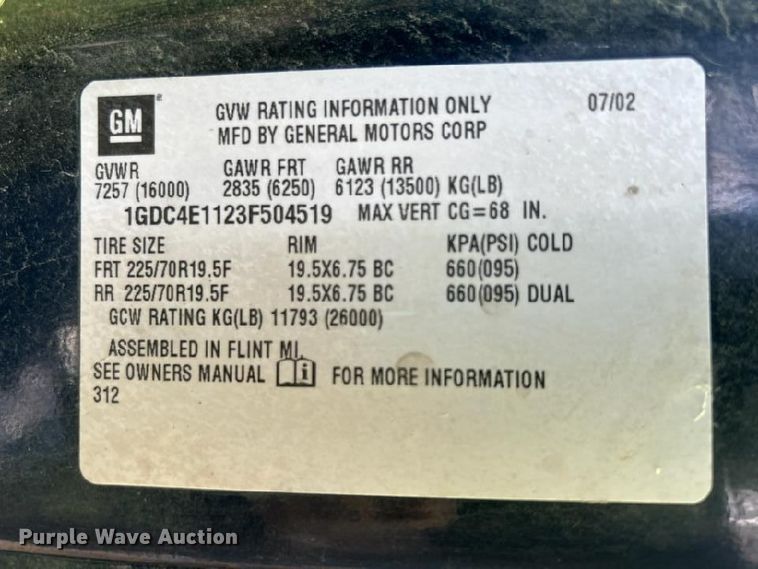 GM ® GVW RATING INFORMATION ONLY 07/02
MFD BY GENERAL MOTORS CORP
GVWR GAWR FRT GAWR RR
7257 (16000) 2835 (6250) 6123 (13500) KG(LB)
1GDC4E1123F504519 MAX VERT CG=68 IN.
TIRE SIZE RIM KPA(PSI) COLD
FRT 225/70R19.5F 19.5X6.75 BC 660(095)
RR 225/70R19.5F 19.5X6.75 BC 660(095) DUAL
GCW RATING KG(LB) 11793 (26000)
ASSEMBLED IN FLINT MI.
SEE OWNERS MANUAL i FOR MORE INFORMATION
312
Purple Wave Auction